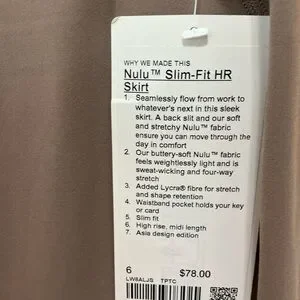 WHY WE MADE THIS
Nulu™ Slim-Fit HR
Skirt
1. Seamlessly flow from work to
whatever's next in this sleek
skirt. A back slit and our soft
and stretchy Nulu™ fabric
ensure you can move through the
day in comfort
2. Our buttery-soft Nulu™ fabric
feels weightlessly light and is
sweat-wicking and four-way
stretch
3. Added Lycra® fibre for stretch
and shape retention
4. Waistband pocket holds your key
or card
5. Slim fit
6. High rise, midi length
7. Asia design edition
6 $78.00
LW8ALJS TPTC